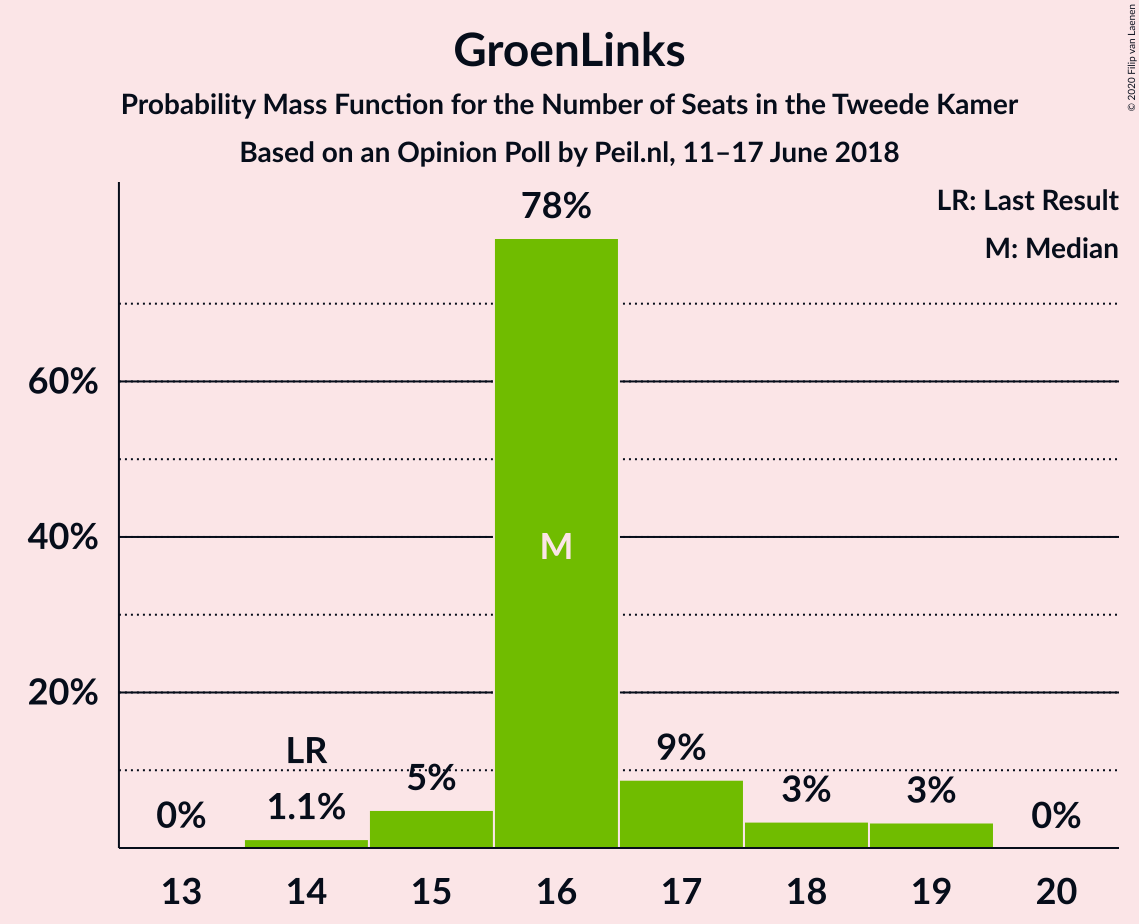 GroenLinks
Probability Mass Function for the Number of Seats in the Tweede Kamer
Based on an Opinion Poll by Peil.nl, 11–17 June 2018
© 2020 Filip van Laenen
LR: Last Result
M: Median
78%
60%
40%
20%
M
LR
0%
1.1%
5%
9%
3%
3%
0%
13 14 15 16 17 18 19 20